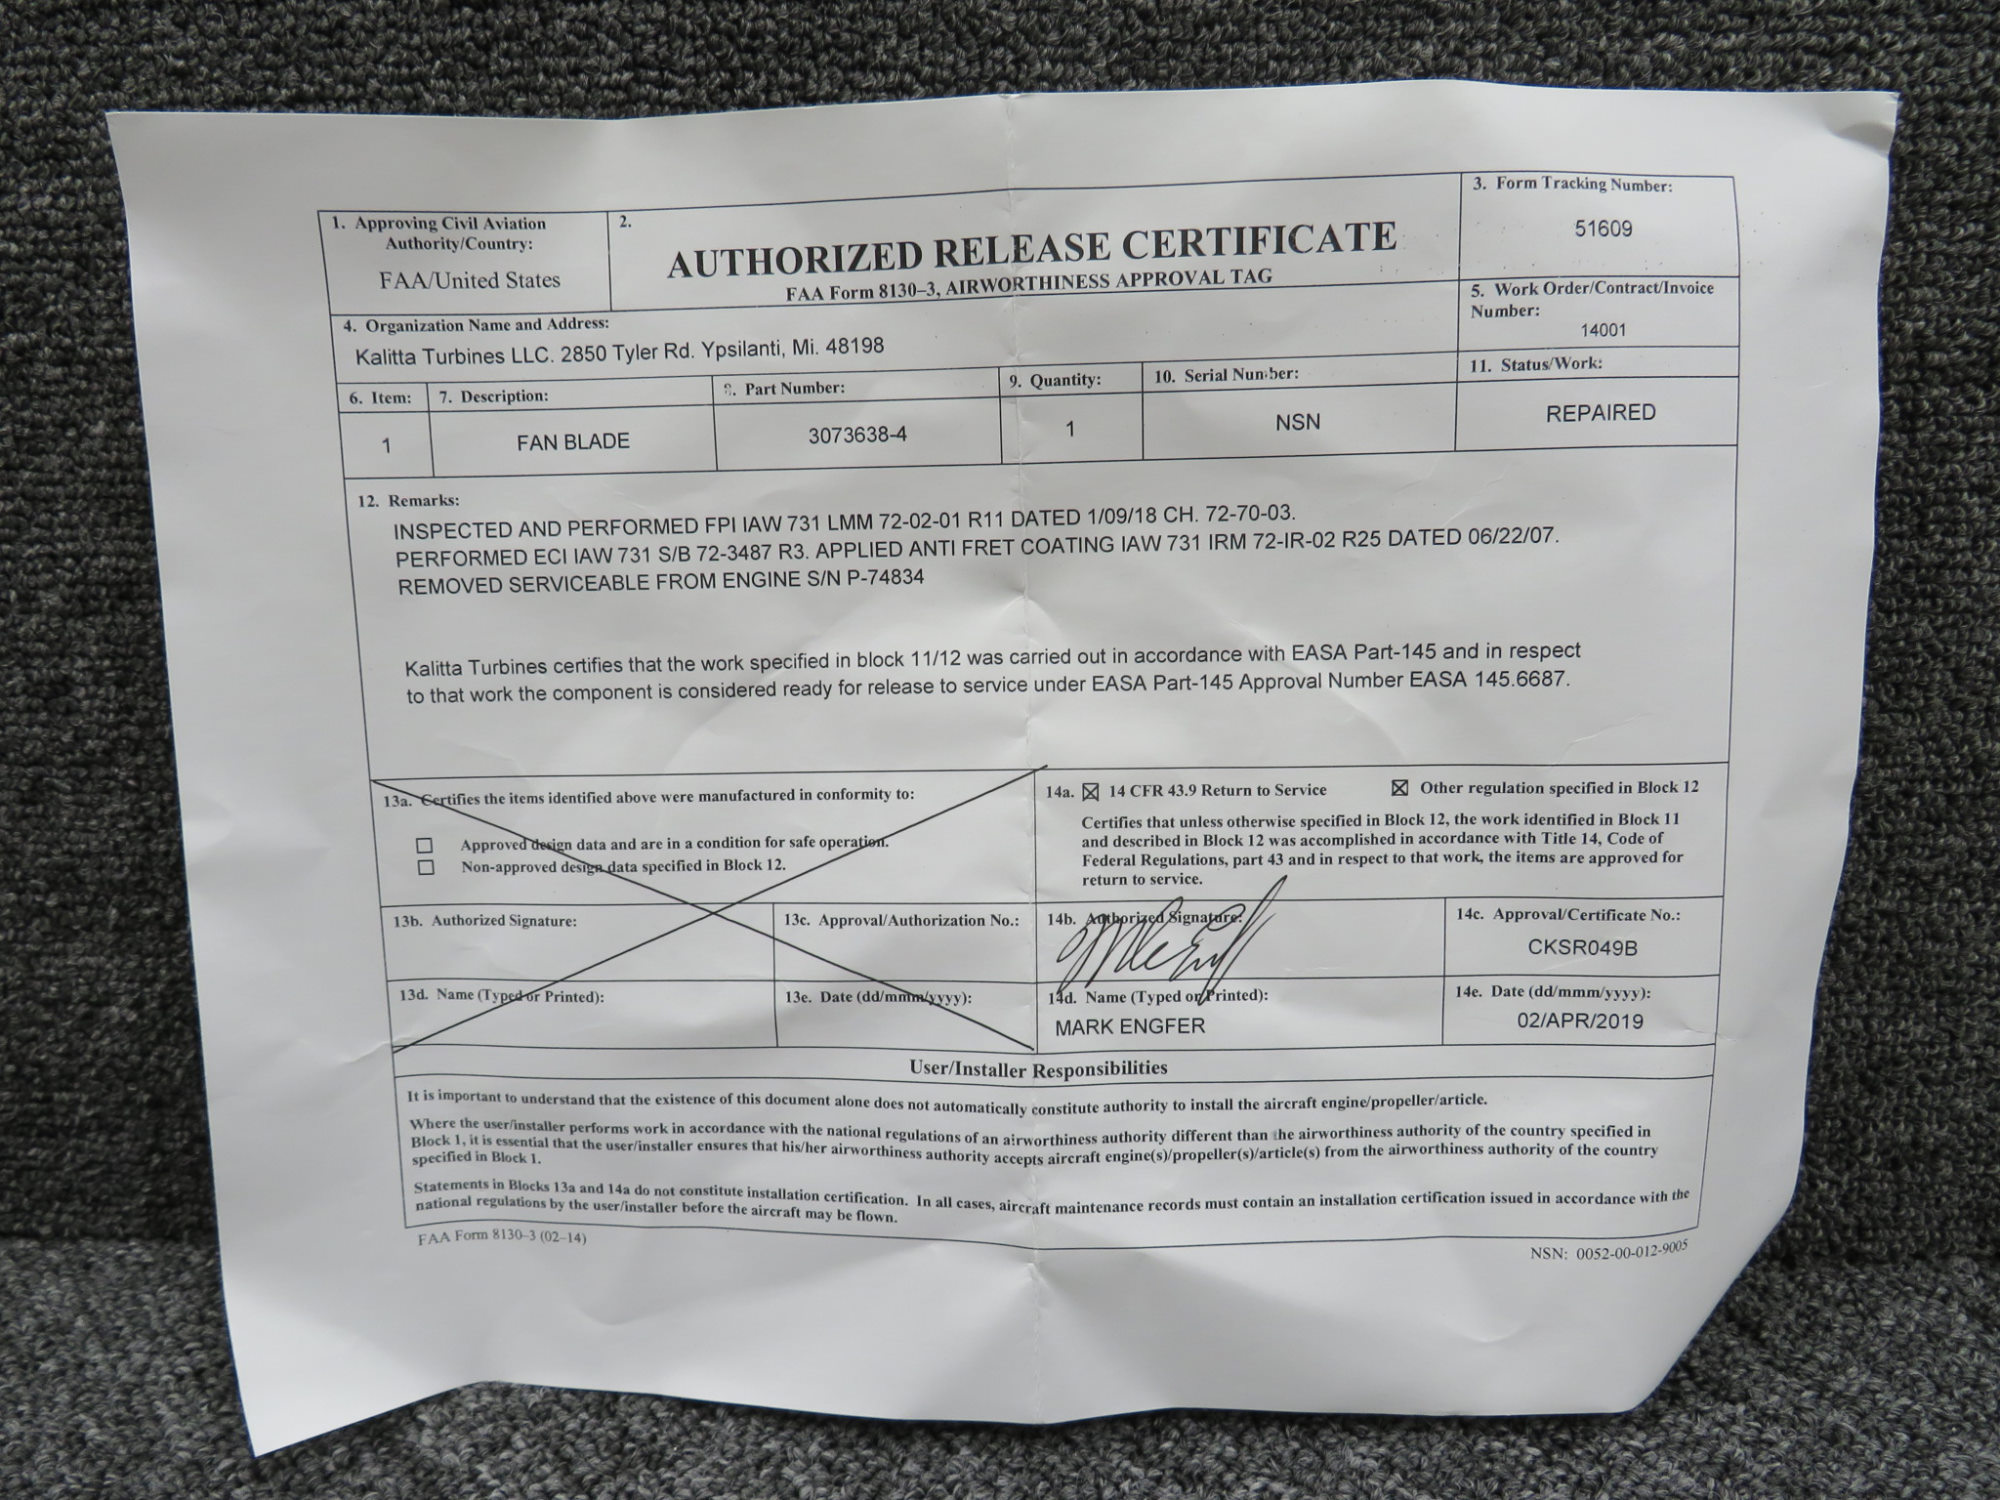 1. Approving Civil Aviation
Authority/Country:
FAA/United States
2.
AUTHORIZED RELEASE CERTIFICATE
FAA Form 8130–3, AIRWORTHINESS APPROVAL TAG
3. Form Tracking Number:
51609
4. Organization Name and Address:
Kalitta Turbines LLC. 2850 Tyler Rd. Ypsilanti, Mi. 48198
5. Work Order/Contract/Invoice
Number:
14001
6. Item:
7. Description:
8. Part Number:
9. Quantity:
10. Serial Number:
11. Status/Work:
1
FAN BLADE
3073638-4
1
NSN
REPAIRED
12. Remarks:
INSPECTED AND PERFORMED FPI IAW 731 LMM 72-02-01 R11 DATED 1/09/18 CH. 72-70-03.
PERFORMED ECI IAW 731 S/B 72-3487 R3. APPLIED ANTI FRET COATING IAW 731 IRM 72-IR-02 R25 DATED 06/22/07.
REMOVED SERVICEABLE FROM ENGINE S/N P-74834
Kalitta Turbines certifies that the work specified in block 11/12 was carried out in accordance with EASA Part-145 and in respect
to that work the component is considered ready for release to service under EASA Part-145 Approval Number EASA 145.6687.
13a. Certifies the items identified above were manufactured in conformity to:
Approved design data and are in a condition for safe operation.
Non-approved design data specified in Block 12.
14a. ☒ 14 CFR 43.9 Return to Service ☒ Other regulation specified in Block 12
Certifies that unless otherwise specified in Block 12, the work identified in Block 11
and described in Block 12 was accomplished in accordance with Title 14, Code of
Federal Regulations, part 43 and in respect to that work, the items are approved for
return to service.
13b. Authorized Signature:
13c. Approval/Authorization No.:
14b. Authorized Signature:
14c. Approval/Certificate No.:
CKSR049B
13d. Name (Typed or Printed):
13e. Date (dd/mmm/yyyy):
14d. Name (Typed or Printed):
MARK ENGFER
14e. Date (dd/mmm/yyyy):
02/APR/2019
User/Installer Responsibilities
It is important to understand that the existence of this document alone does not automatically constitute authority to install the aircraft engine/propeller/article.
Where the user/installer performs work in accordance with the national regulations of an airworthiness authority different than the airworthiness authority of the country specified in
Block 1, it is essential that the user/installer ensures that his/her airworthiness authority accepts aircraft engine(s)/propeller(s)/article(s) from the airworthiness authority of the country
specified in Block 1.
Statements in Blocks 13a and 14a do not constitute installation certification. In all cases, aircraft maintenance records must contain an installation certification issued in accordance with the
national regulations by the user/installer before the aircraft may be flown.
FAA Form 8130–3 (02–14)
NSN: 0052-00-012-9005